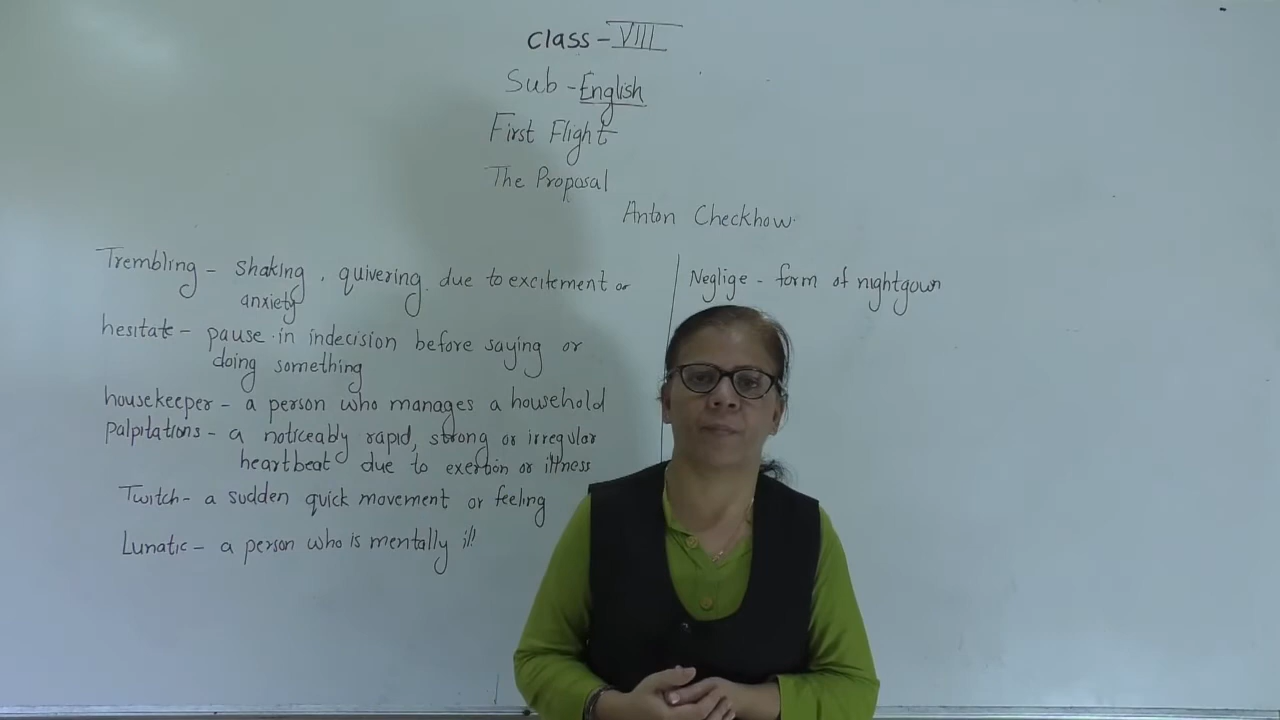 Class - VIII
Sub - English
First Flight
The Proposal
Anton Checkhow.
Trembling - shaking, quivering due to excitement or
anxiety
hesitate - pause in indecision before saying or
doing something
housekeeper - a person who manages a household
palpitations - a noticeably rapid, strong or irregular
heartbeat due to exertion or illness
Twitch - a sudden quick movement or feeling
Lunatic - a person who is mentally ill
Neglige - form of nightgown